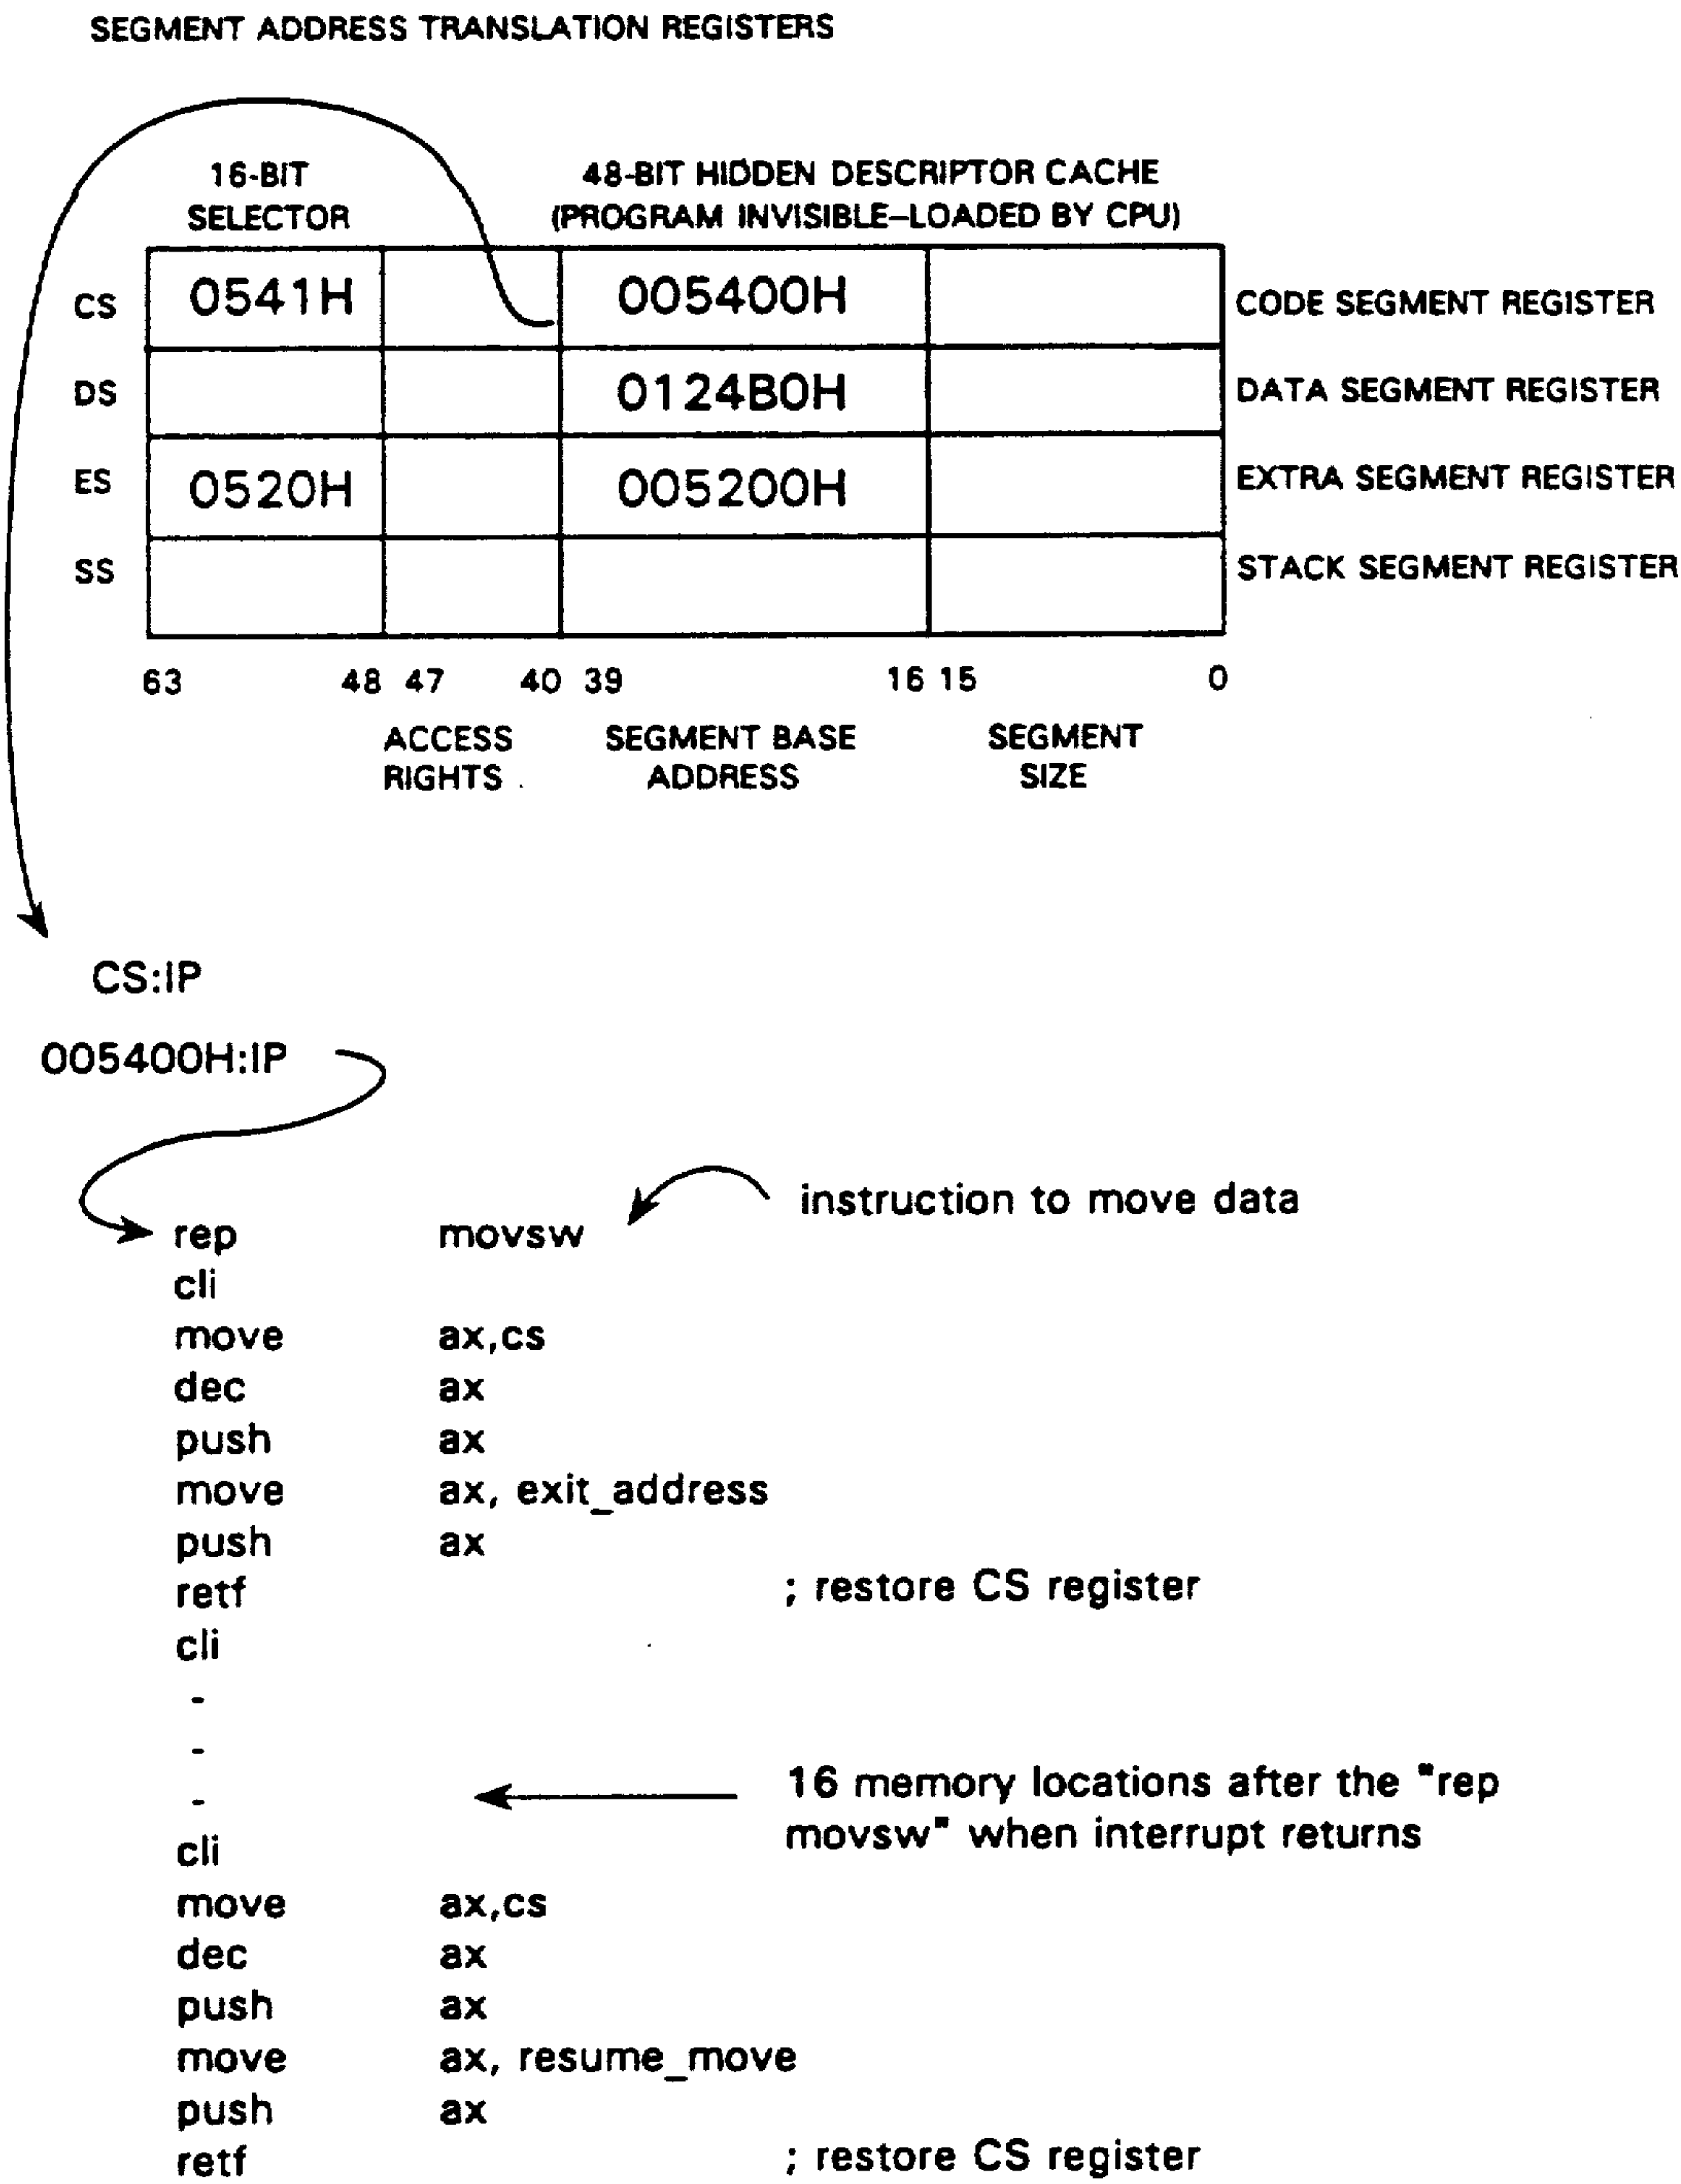 SEGMENT ADDRESS TRANSLATION REGISTERS
16-BIT 48-BIT HIDDEN DESCRIPTOR CACHE
SELECTOR (PROGRAM INVISIBLE–LOADED BY CPU)
CS 0541H 005400H CODE SEGMENT REGISTER
DS 0124B0H DATA SEGMENT REGISTER
ES 0520H 005200H EXTRA SEGMENT REGISTER
SS STACK SEGMENT REGISTER
63 48 47 40 39 16 15 0
ACCESS SEGMENT BASE SEGMENT
RIGHTS ADDRESS SIZE
CS:IP
005400H:IP
instruction to move data
rep movsw
cli
move ax,cs
dec ax
push ax
move ax, exit_address
push ax
retf ; restore CS register
cli
-
-
- 16 memory locations after the "rep
movsw" when interrupt returns
cli
move ax,cs
dec ax
push ax
move ax, resume_move
push ax
retf ; restore CS register